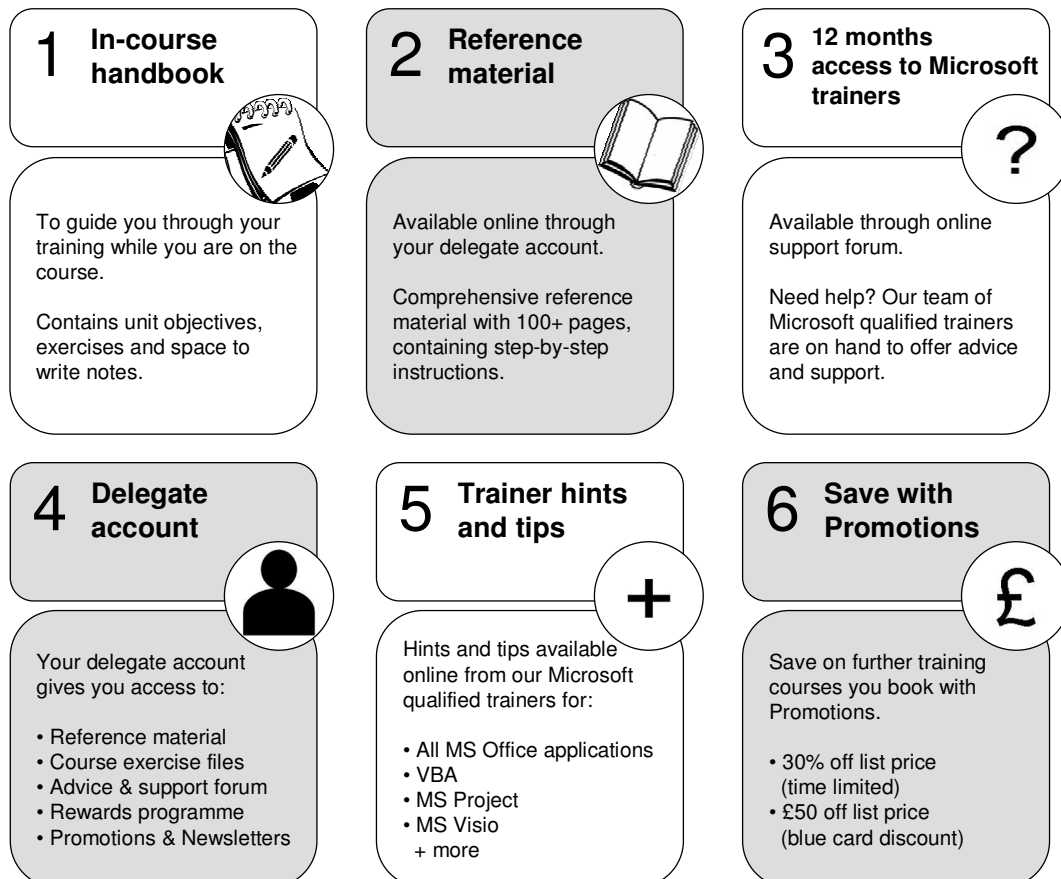 1 In-course
handbook
To guide you through your
training while you are on the
course.
Contains unit objectives,
exercises and space to
write notes.
2 Reference
material
Available online through
your delegate account.
Comprehensive reference
material with 100+ pages,
containing step-by-step
instructions.
3 12 months
access to Microsoft
trainers
?
Available through online
support forum.
Need help? Our team of
Microsoft qualified trainers
are on hand to offer advice
and support.
4 Delegate
account
Your delegate account
gives you access to:
• Reference material
• Course exercise files
• Advice & support forum
• Rewards programme
• Promotions & Newsletters
5 Trainer hints
and tips
+
Hints and tips available
online from our Microsoft
qualified trainers for:
• All MS Office applications
• VBA
• MS Project
• MS Visio
+ more
6 Save with
Promotions
£
Save on further training
courses you book with
Promotions.
• 30% off list price
(time limited)
• £50 off list price
(blue card discount)